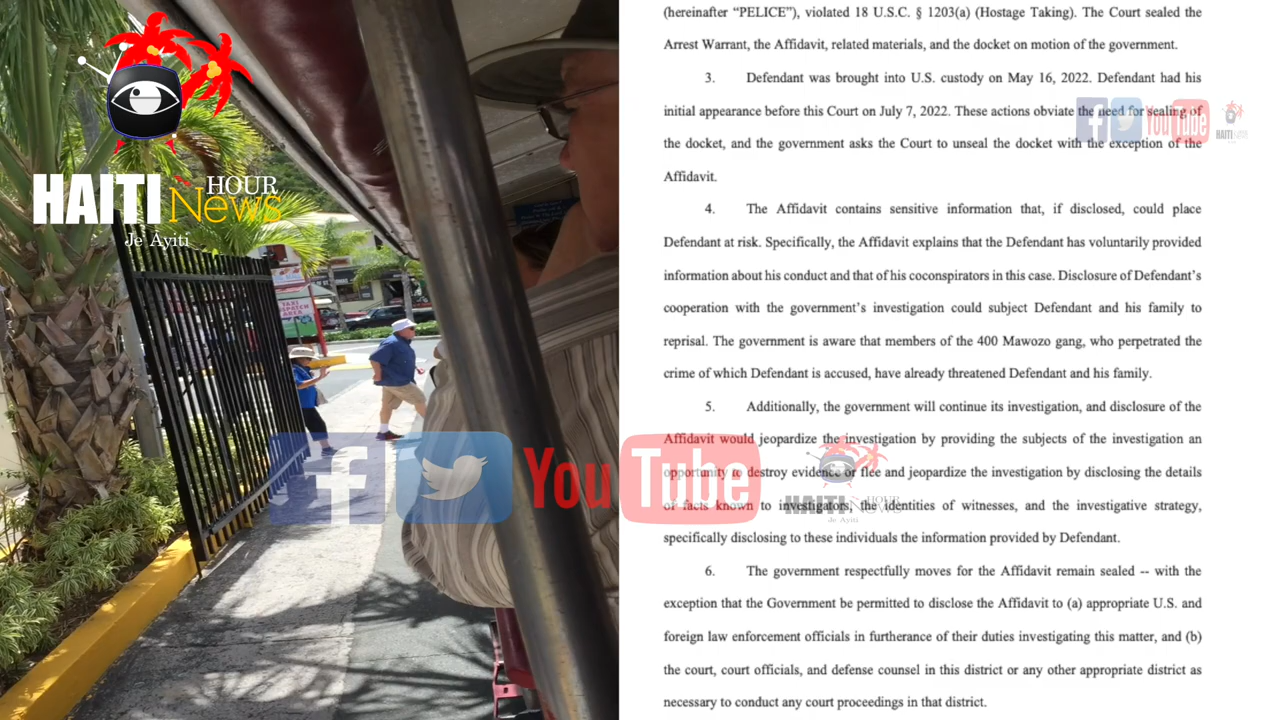 HAITI HOUR
News
Je Ayiti
TAXI
DISPATCH
AREA
(hereinafter “PELICE”), violated 18 U.S.C. § 1203(a) (Hostage Taking). The Court sealed the
Arrest Warrant, the Affidavit, related materials, and the docket on motion of the government.
3. Defendant was brought into U.S. custody on May 16, 2022. Defendant had his
initial appearance before this Court on July 7, 2022. These actions obviate the need for sealing of
the docket, and the government asks the Court to unseal the docket with the exception of the
Affidavit.
4. The Affidavit contains sensitive information that, if disclosed, could place
Defendant at risk. Specifically, the Affidavit explains that the Defendant has voluntarily provided
information about his conduct and that of his coconspirators in this case. Disclosure of Defendant’s
cooperation with the government’s investigation could subject Defendant and his family to
reprisal. The government is aware that members of the 400 Mawozo gang, who perpetrated the
crime of which Defendant is accused, have already threatened Defendant and his family.
5. Additionally, the government will continue its investigation, and disclosure of the
Affidavit would jeopardize the investigation by providing the subjects of the investigation an
opportunity to destroy evidence or flee and jeopardize the investigation by disclosing the details
of facts known to investigators, the identities of witnesses, and the investigative strategy,
specifically disclosing to these individuals the information provided by Defendant.
6. The government respectfully moves for the Affidavit remain sealed -- with the
exception that the Government be permitted to disclose the Affidavit to (a) appropriate U.S. and
foreign law enforcement officials in furtherance of their duties investigating this matter, and (b)
the court, court officials, and defense counsel in this district or any other appropriate district as
necessary to conduct any court proceedings in that district.
f YouTube
HAITI HOUR
News
Je Ayiti
f YouTube
HAITI